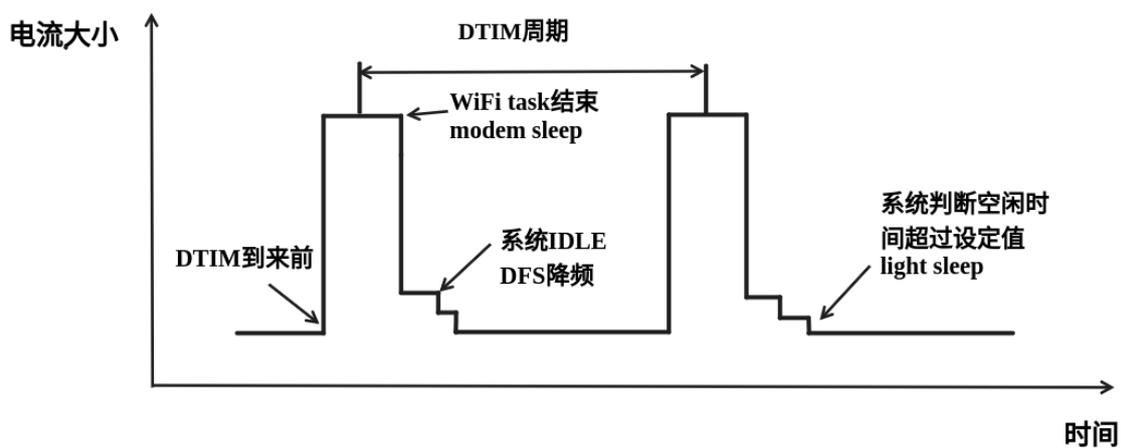 电流大小
DTIM周期
WiFi task结束
modem sleep
DTIM到来前
系统IDLE
DFS降频
系统判断空闲时
间超过设定值
light sleep
时间